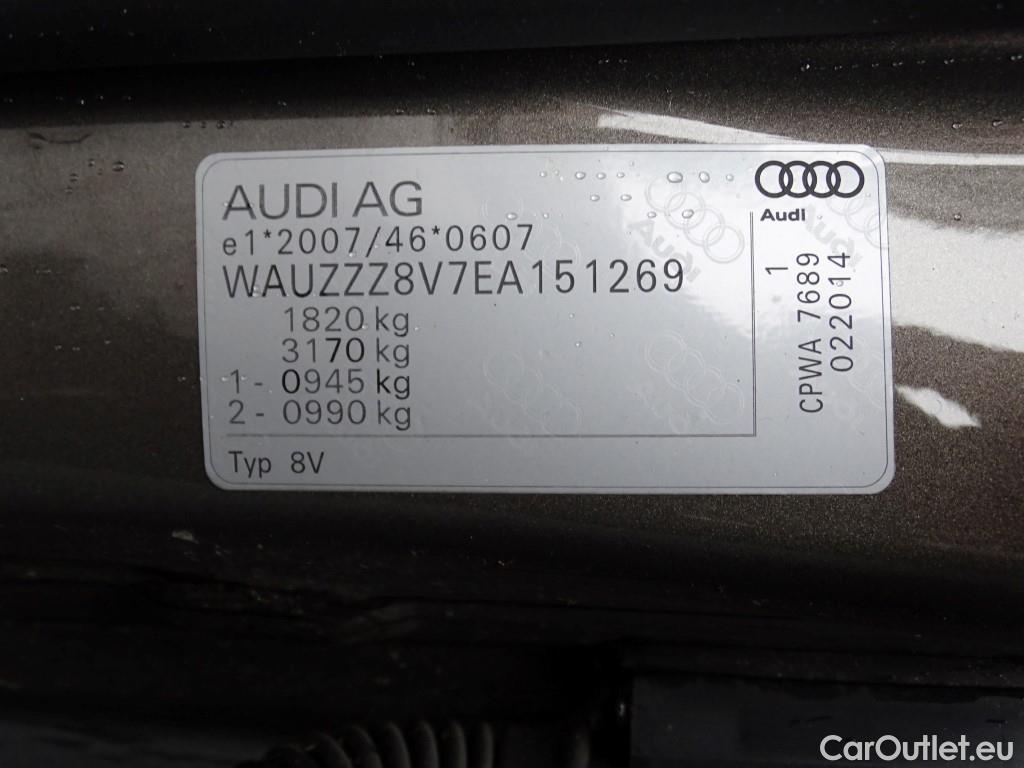 AUDI AG
e1*2007/46*0607
WAUZZZ8V7EA151269
1820 kg
3170 kg
1 - 0945 kg
2 - 0990 kg
Typ 8V
Audi
1
CPWA 7689
022014
CarOutlet.eu